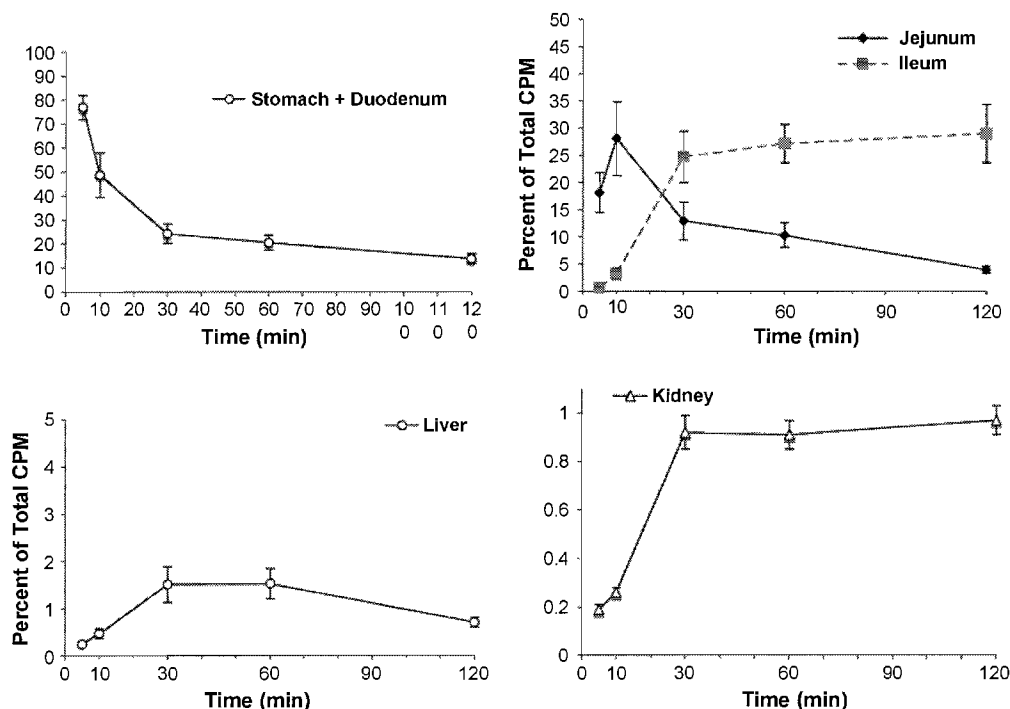 100
90
80
70
60
50
40
30
20
10
0
Stomach + Duodenum
0 10 20 30 40 50 60 70 80 90 10 11 12
0 0 0
Time (min)
Percent of Total CPM
50
45
40
35
30
25
20
15
10
5
0
Jejunum
Ileum
0 10 30 60 90 120
Time (min)
Percent of Total CPM
5
4
3
2
1
0
Liver
0 10 30 60 90 120
Time (min)
1
0.8
0.6
0.4
0.2
0
Kidney
0 10 30 60 90 120
Time (min)